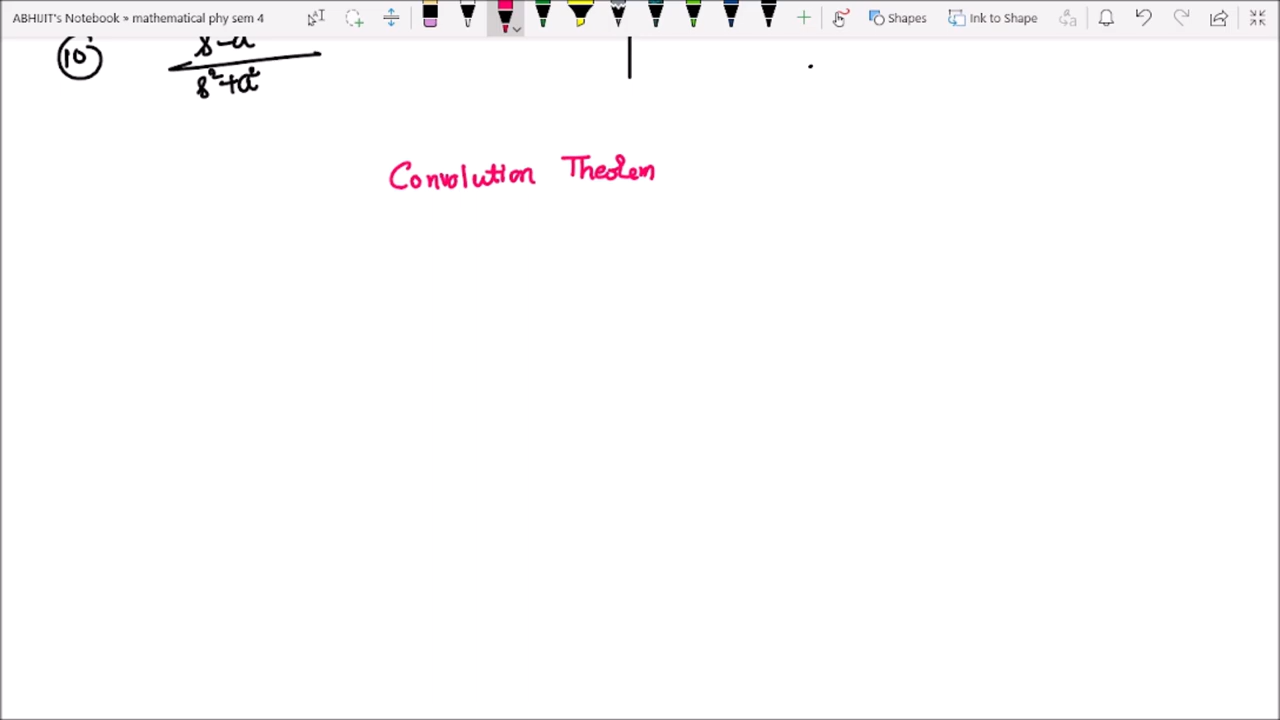 ABHIJIT's Notebook » mathematical phy sem 4
Shapes
Ink to Shape
10
s-a
s²+a²
Convolution Theorem